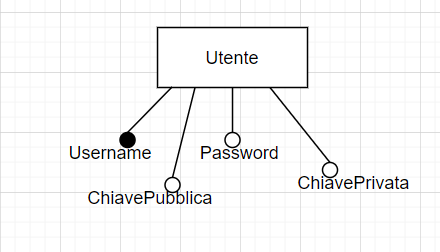 Utente
Username
Password
ChiavePubblica
ChiavePrivata